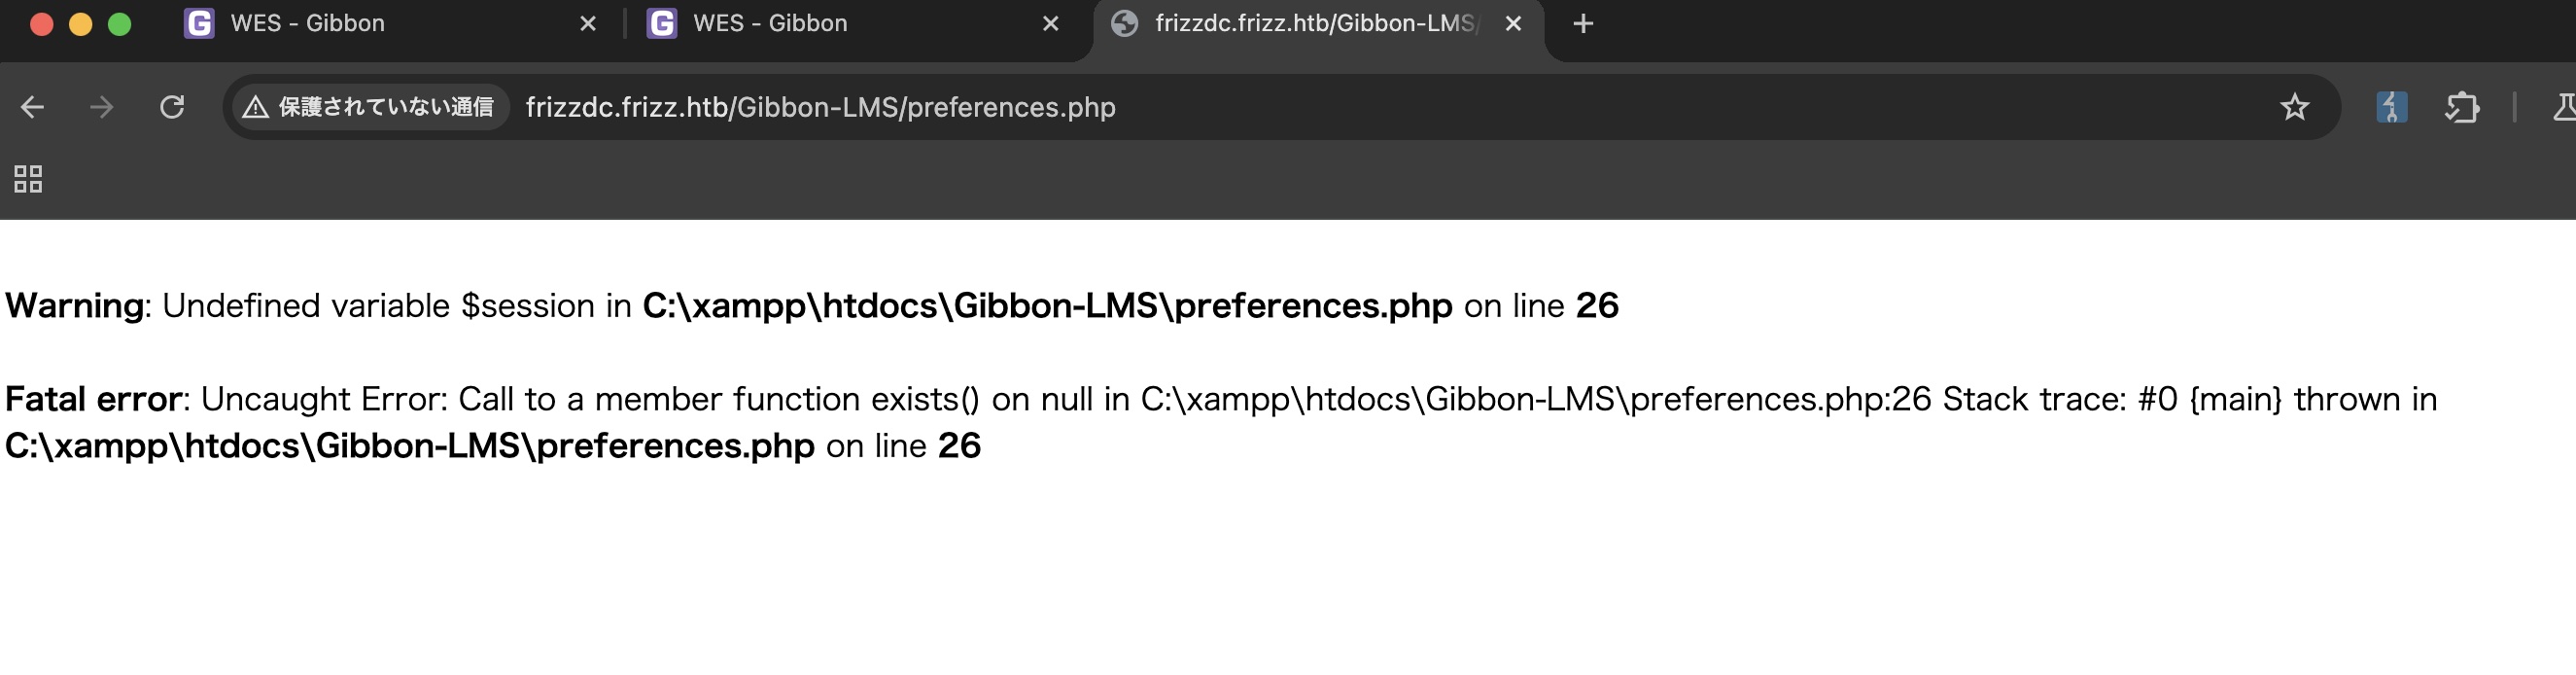 WES - Gibbon
WES - Gibbon
frizzdc.frizz.htb/Gibbon-LMS/
保護されていない通信
frizzdc.frizz.htb/Gibbon-LMS/preferences.php
Warning: Undefined variable $session in C:\xampp\htdocs\Gibbon-LMS\preferences.php on line 26
Fatal error: Uncaught Error: Call to a member function exists() on null in C:\xampp\htdocs\Gibbon-LMS\preferences.php:26 Stack trace: #0 {main} thrown in
C:\xampp\htdocs\Gibbon-LMS\preferences.php on line 26